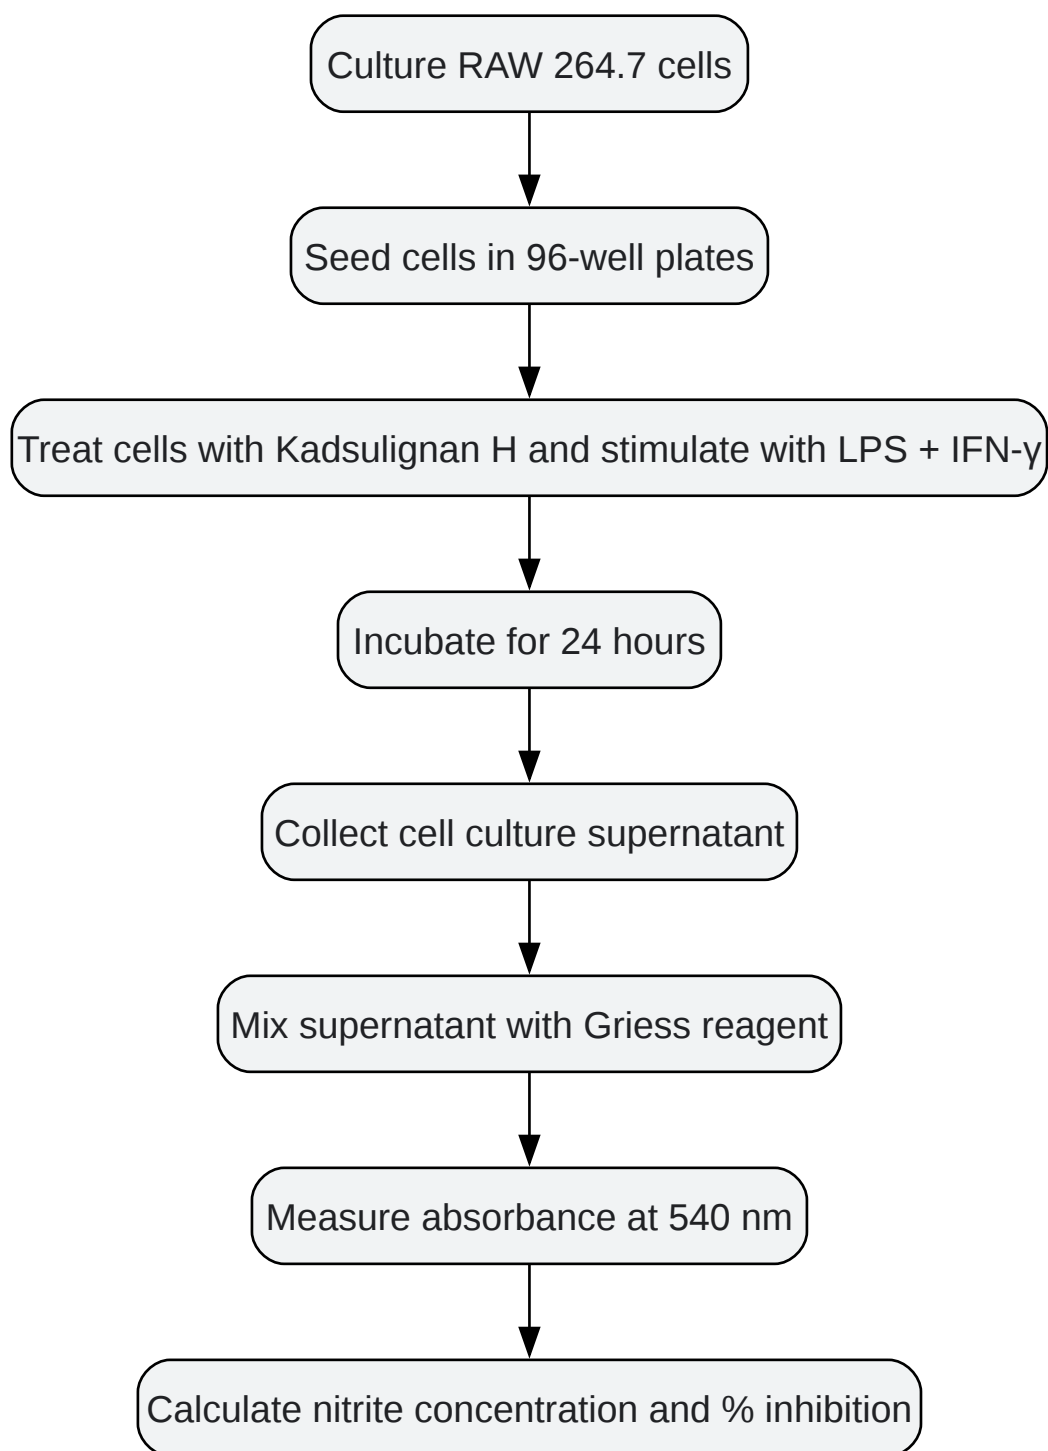 Culture RAW 264.7 cells
Seed cells in 96-well plates
Treat cells with Kadsulignan H and stimulate with LPS + IFN-γ
Incubate for 24 hours
Collect cell culture supernatant
Mix supernatant with Griess reagent
Measure absorbance at 540 nm
Calculate nitrite concentration and % inhibition